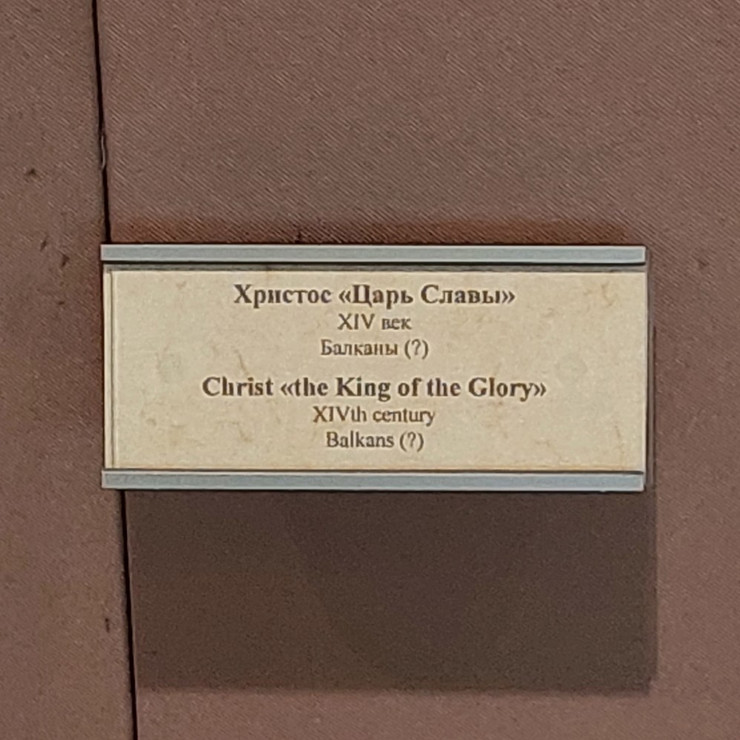 Христос «Царь Славы»
XIV век
Балканы (?)
Christ «the King of the Glory»
XIVth century
Balkans (?)